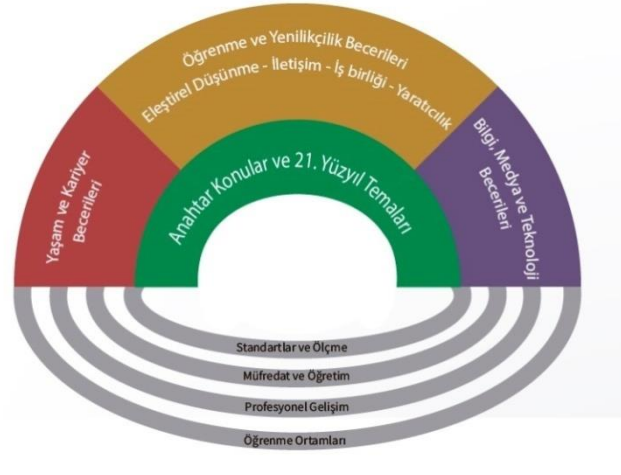 Öğrenme ve Yenilikçilik Becerileri
Eleştirel Düşünme - İletişim - İş birliği - Yaratıcılık
Yaşam ve Kariyer
Becerileri
Anahtar Konular ve 21. Yüzyıl Temaları
Bilgi, Medya ve Teknoloji
Becerileri
Standartlar ve Ölçme
Müfredat ve Öğretim
Profesyonel Gelişim
Öğrenme Ortamları